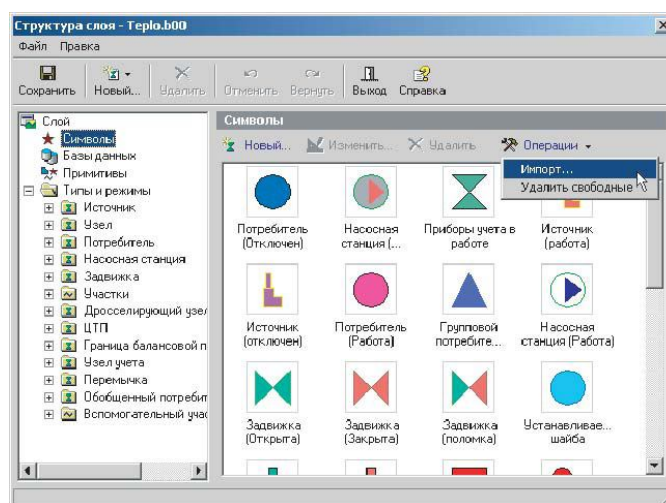 Структура слоя - Teplo.b00
Файл Правка
Сохранить Новый... Удалить Отменить Вернуть Выход Справка
Слой
Символы
Базы данных
Примитивы
Типы и режимы
Источник
Узел
Потребитель
Насосная станция
Задвижка
Участки
Дросселирующий узел
ЦТП
Граница балансовой п
Узел учета
Перемычка
Обобщенный потребит
Вспомогательный учас
Символы
Новый... Изменить... Удалить Операции
Импорт...
Удалить свободные
Потребитель (Отключен)
Насосная станция (...
Приборы учета в работе
Источник (работа)
Источник (отключен)
Потребитель (Работа)
Групповой потребите...
Насосная станция (Работа)
Задвижка (Открыта)
Задвижка (Закрыта)
Задвижка (поломка)
Устанавливае... шайба